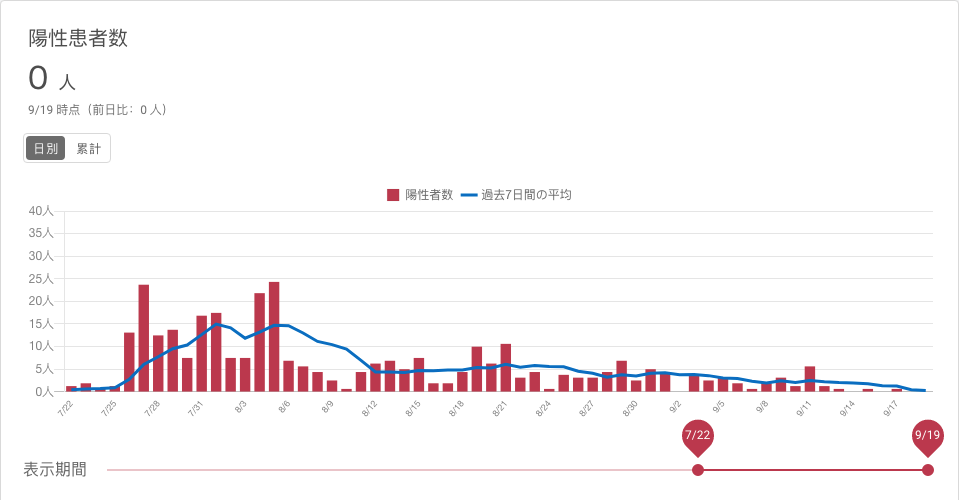 陽性患者数
0 人
9/19 時点（前日比：0 人）
日別 累計
陽性者数 過去7日間の平均
40人
35人
30人
25人
20人
15人
10人
5人
0人
7/22 7/25 7/28 7/31 8/3 8/6 8/9 8/12 8/15 8/18 8/21 8/24 8/27 8/30 9/2 9/5 9/8 9/11 9/14 9/17
7/22 9/19
表示期間